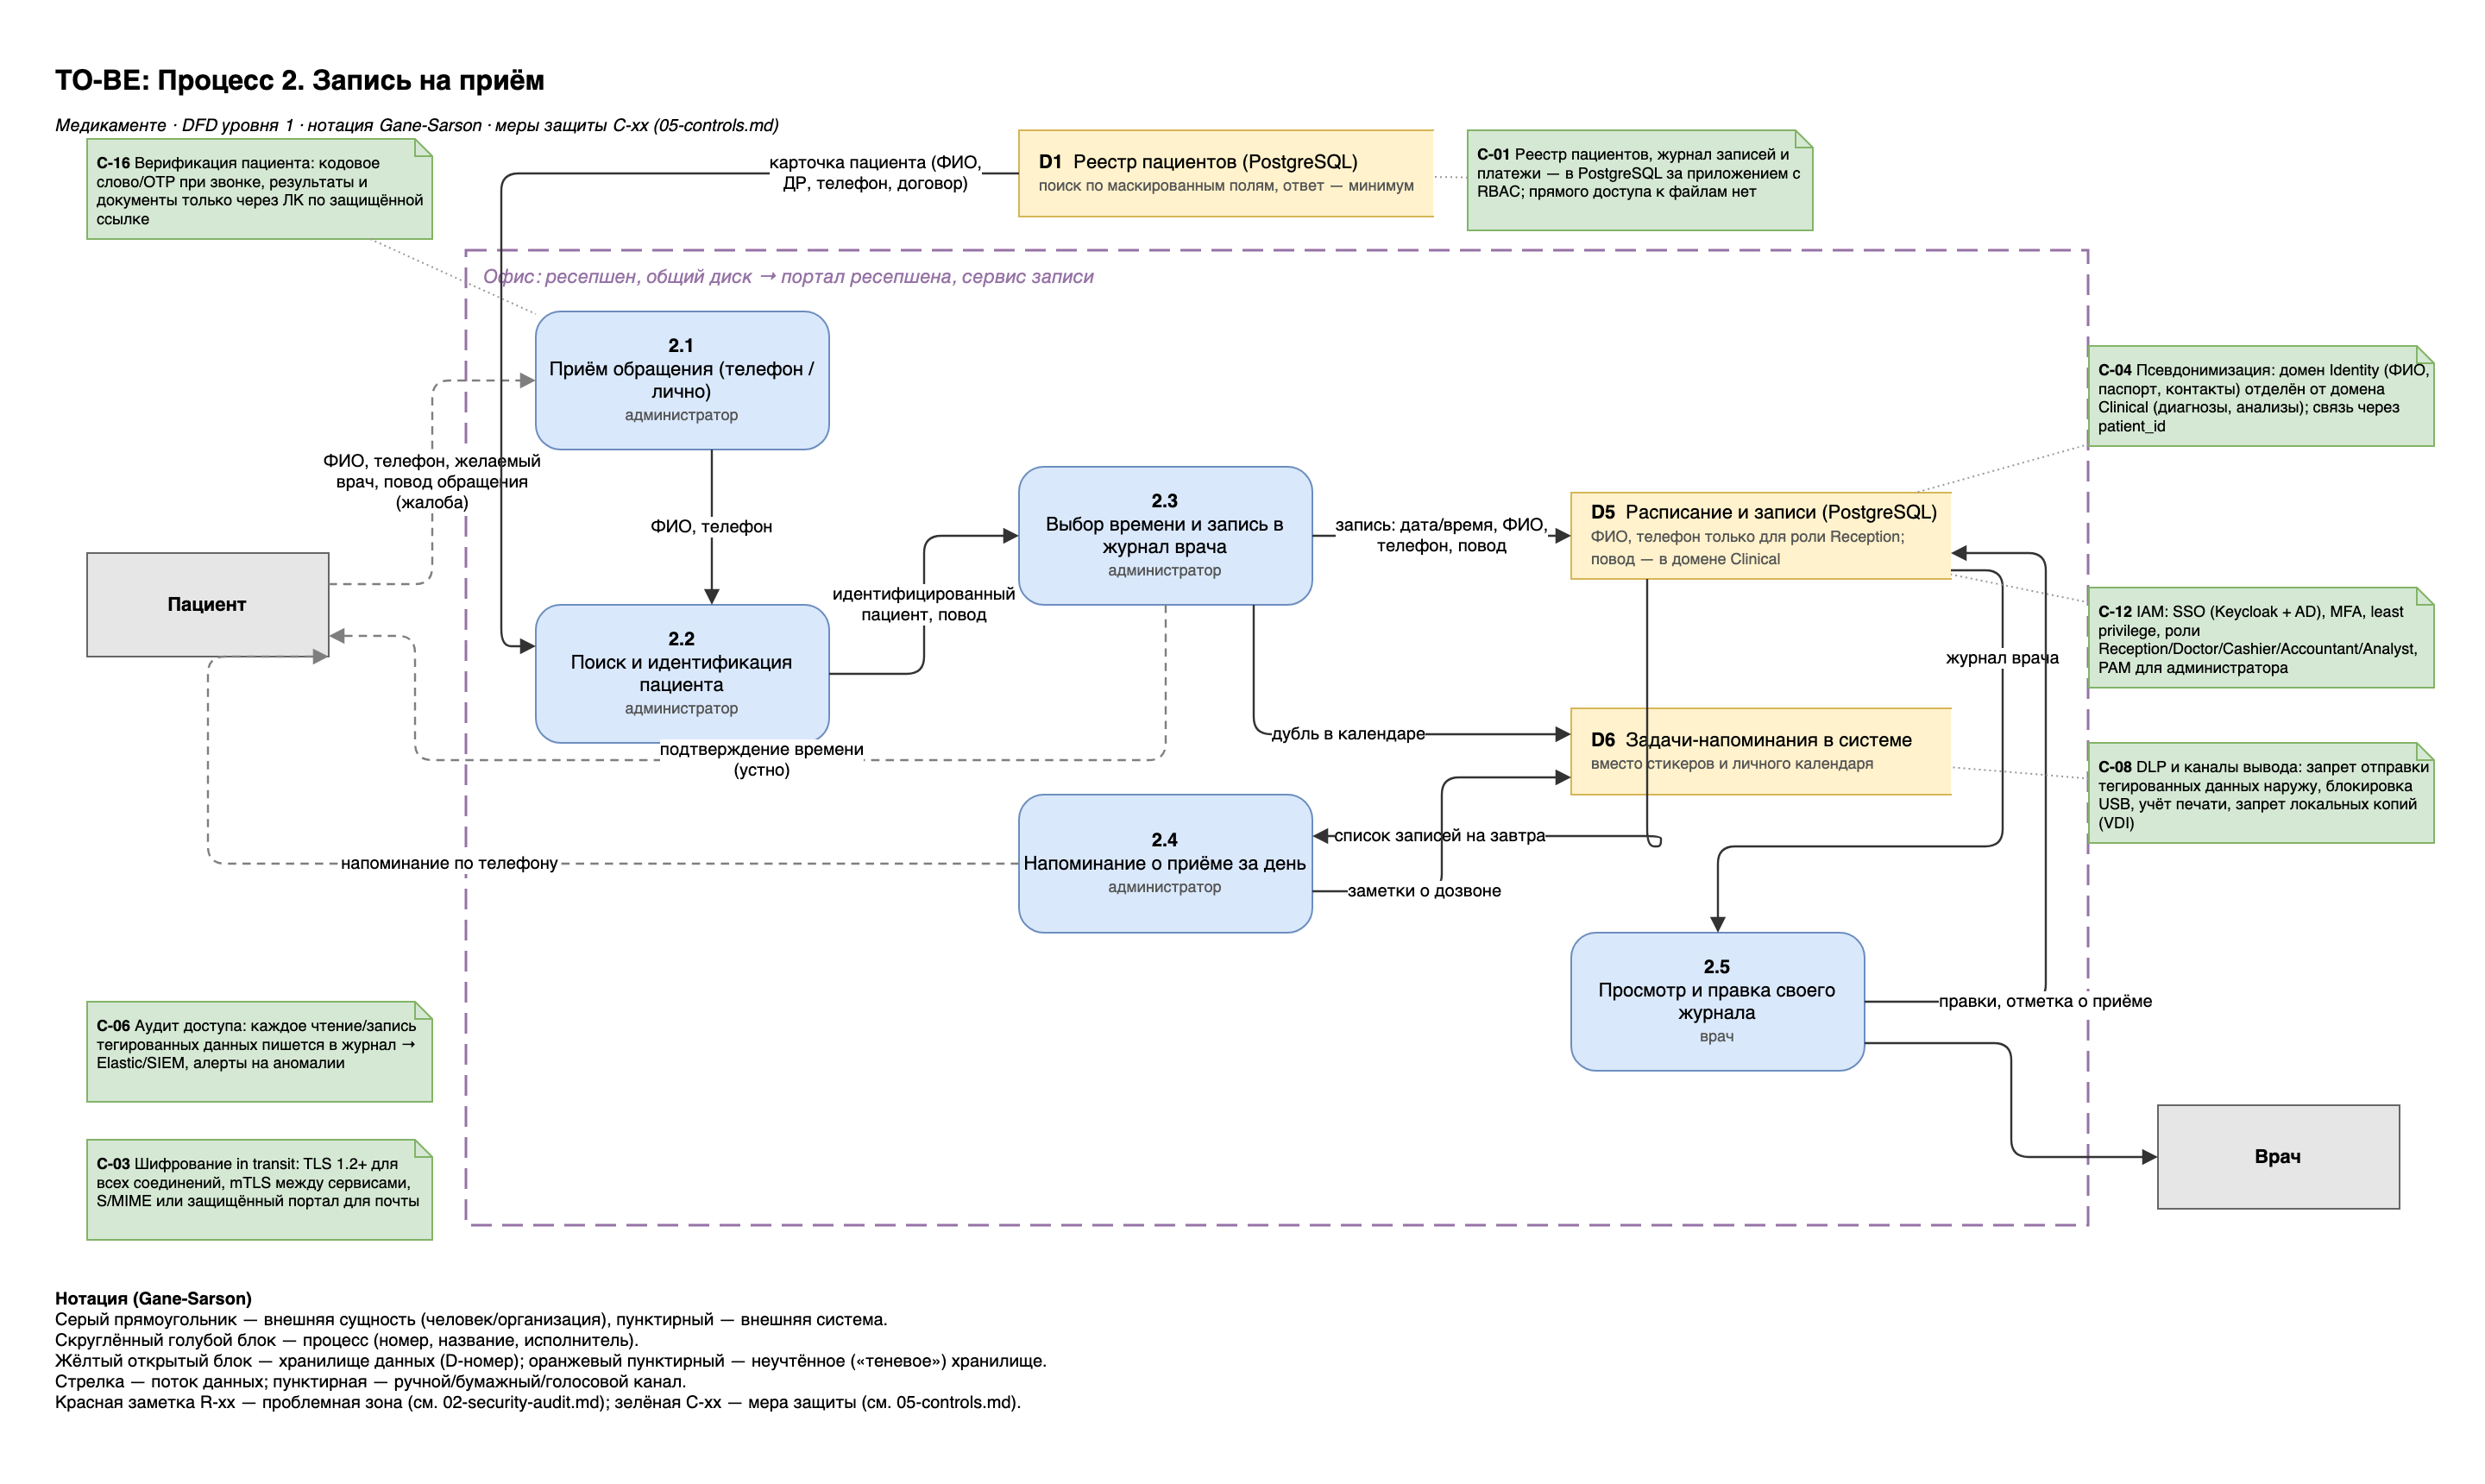 TO-BE: Процесс 2. Запись на приём
Медикаменте · DFD уровня 1 · нотация Gane-Sarson · меры защиты C-xx (05-controls.md)
C-16 Верификация пациента: кодовое
слово/OTP при звонке, результаты и
документы только через ЛК по защищённой
ссылке
карточка пациента (ФИО,
ДР, телефон, договор)
D1 Реестр пациентов (PostgreSQL)
поиск по маскированным полям, ответ — минимум
C-01 Реестр пациентов, журнал записей и
платежи — в PostgreSQL за приложением с
RBAC; прямого доступа к файлам нет
Офис: ресепшен, общий диск → портал ресепшена, сервис записи
2.1
Приём обращения (телефон /
лично)
администратор
C-04 Псевдонимизация: домен Identity (ФИО,
паспорт, контакты) отделён от домена
Clinical (диагнозы, анализы); связь через
patient_id
ФИО, телефон, желаемый
врач, повод обращения
(жалоба)
ФИО, телефон
2.3
Выбор времени и запись в
журнал врача
администратор
запись: дата/время, ФИО,
телефон, повод
D5 Расписание и записи (PostgreSQL)
ФИО, телефон только для роли Reception;
повод — в домене Clinical
Пациент
идентифицированный
пациент, повод
2.2
Поиск и идентификация
пациента
администратор
C-12 IAM: SSO (Keycloak + AD), MFA, least
privilege, роли
Reception/Doctor/Cashier/Accountant/Analyst,
PAM для администратора
журнал врача
подтверждение времени
(устно)
дубль в календаре
D6 Задачи-напоминания в системе
вместо стикеров и личного календаря
C-08 DLP и каналы вывода: запрет отправки
тегированных данных наружу, блокировка
USB, учёт печати, запрет локальных копий
(VDI)
2.4
Напоминание о приёме за день
администратор
список записей на завтра
напоминание по телефону
заметки о дозвоне
2.5
Просмотр и правка своего
журнала
врач
правки, отметка о приёме
C-06 Аудит доступа: каждое чтение/запись
тегированных данных пишется в журнал →
Elastic/SIEM, алерты на аномалии
C-03 Шифрование in transit: TLS 1.2+ для
всех соединений, mTLS между сервисами,
S/MIME или защищённый портал для почты
Врач
Нотация (Gane-Sarson)
Серый прямоугольник — внешняя сущность (человек/организация), пунктирный — внешняя система.
Скруглённый голубой блок — процесс (номер, название, исполнитель).
Жёлтый открытый блок — хранилище данных (D-номер); оранжевый пунктирный — неучтённое («теневое») хранилище.
Стрелка — поток данных; пунктирная — ручной/бумажный/голосовой канал.
Красная заметка R-xx — проблемная зона (см. 02-security-audit.md); зелёная C-xx — мера защиты (см. 05-controls.md).